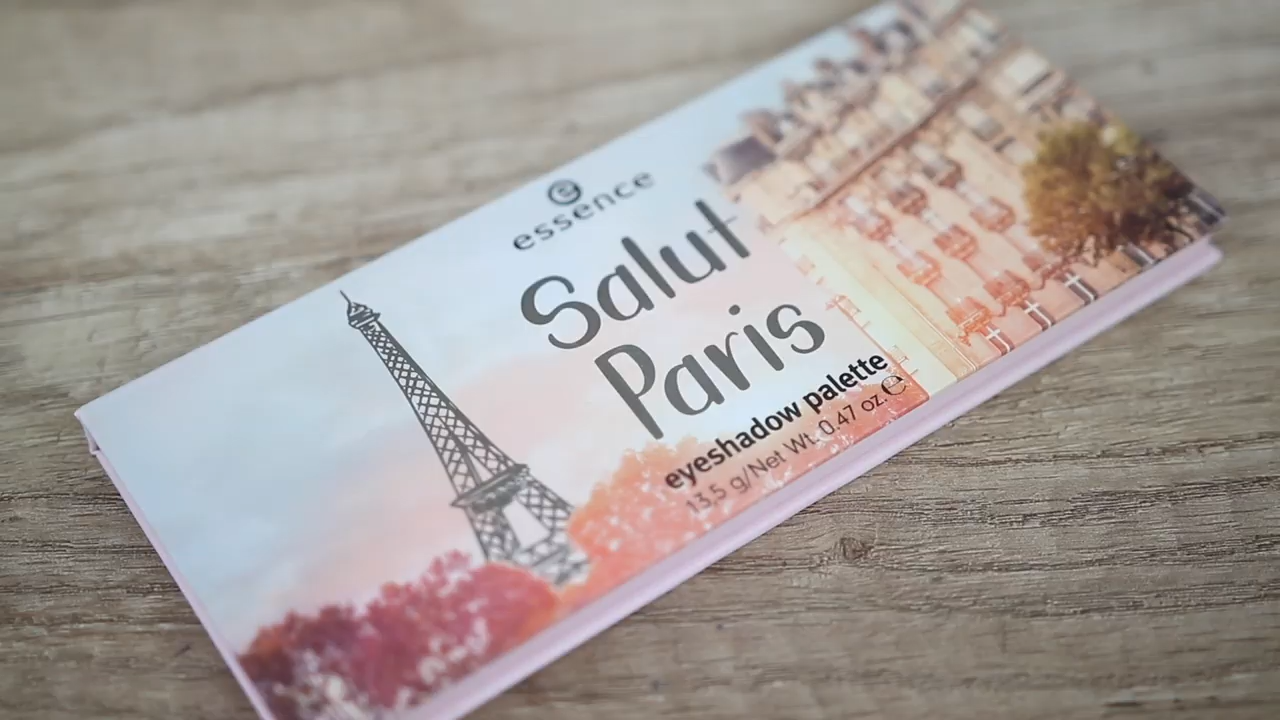 essence
Salut
Paris
eyeshadow palette
13,5 g/Net Wt. 0.47 oz. ℮